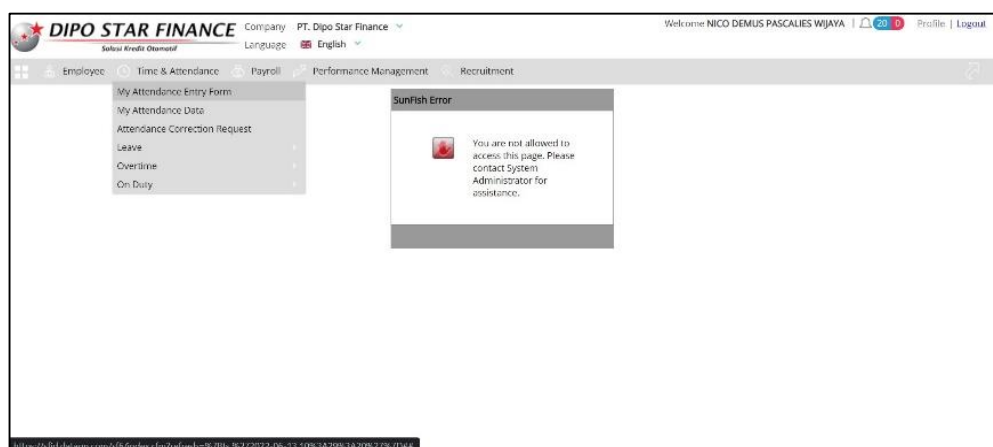 DIPO STAR FINANCE
Solusi Kredit Otomotif
Company PT. Dipo Star Finance
Language English
Welcome NICO DEMUS PASCALIES WIJAYA | 20 0 Profile | Logout
Employee Time & Attendance Payroll Performance Management Recruitment
My Attendance Entry Form
My Attendance Data
Attendance Correction Request
Leave
Overtime
On Duty
SunFish Error
You are not allowed to
access this page. Please
contact System
Administrator for
assistance.